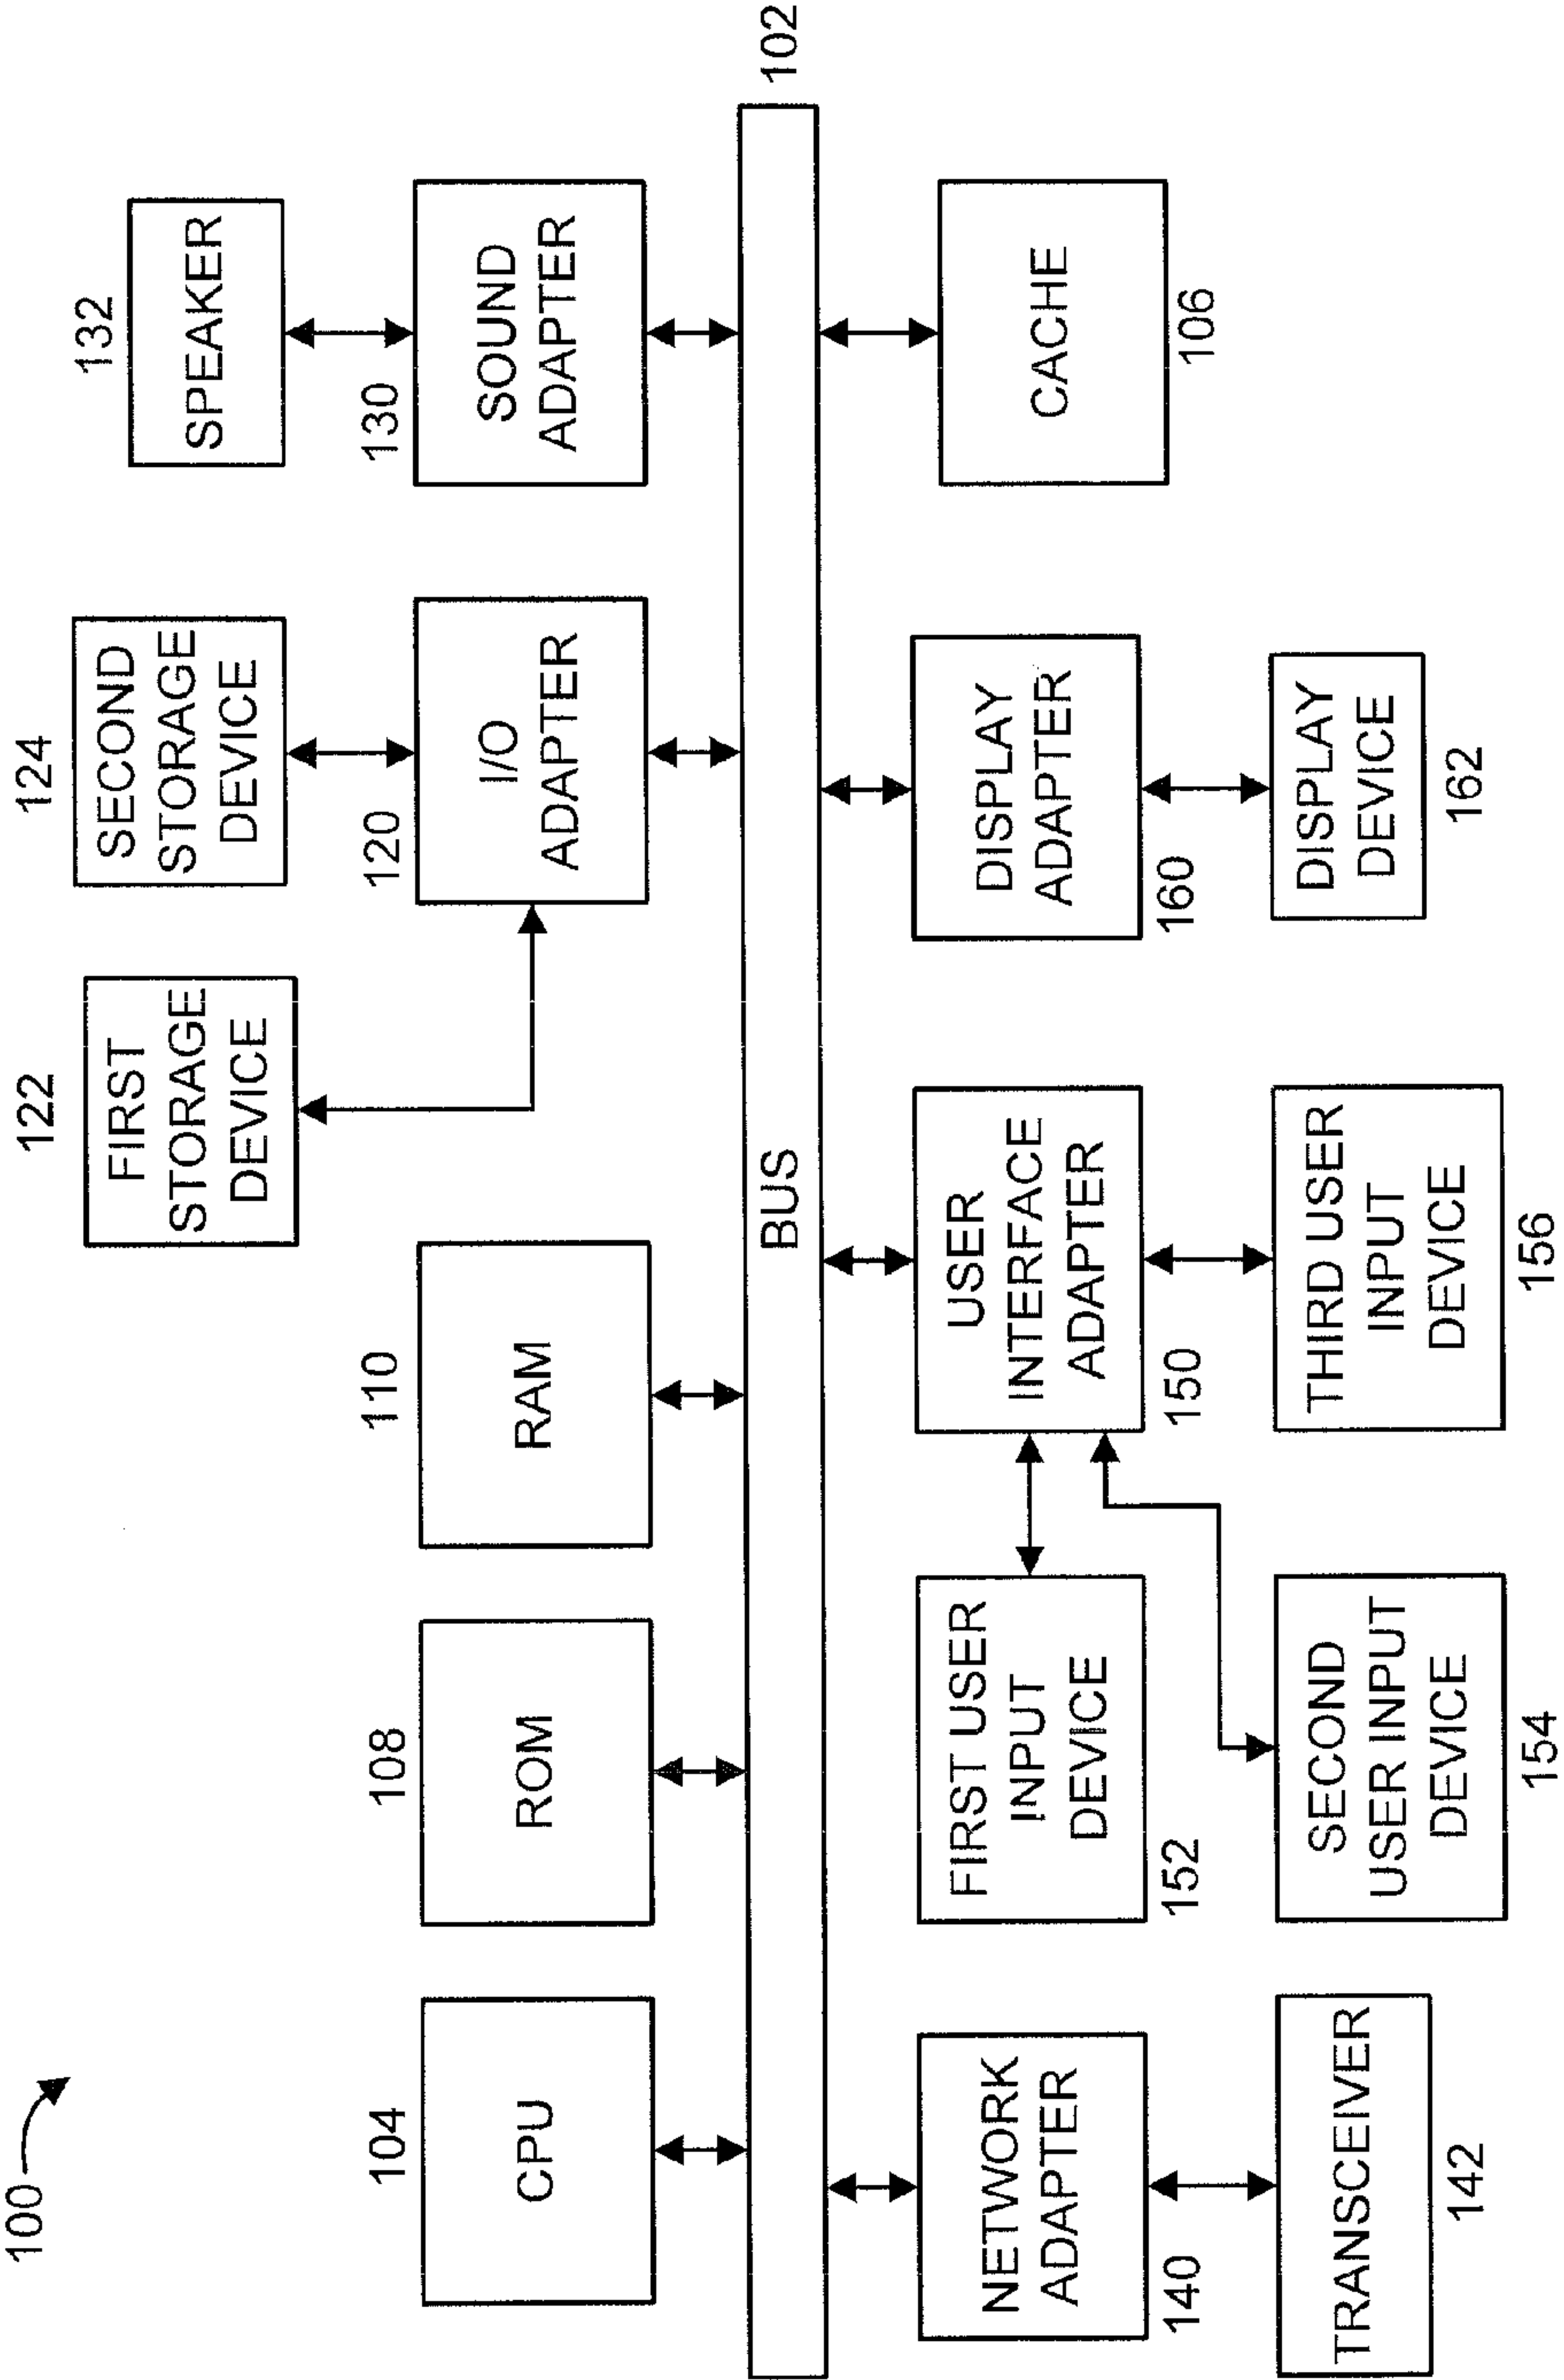 100
122
FIRST
STORAGE
DEVICE
124
SECOND
STORAGE
DEVICE
132
SPEAKER
104
CPU
108
ROM
110
RAM
120
I/O
ADAPTER
130
SOUND
ADAPTER
BUS
102
NETWORK
ADAPTER
140
FIRST USER
INPUT
DEVICE
152
USER
INTERFACE
ADAPTER
150
DISPLAY
ADAPTER
160
CACHE
106
TRANSCEIVER
142
SECOND
USER INPUT
DEVICE
154
THIRD USER
INPUT
DEVICE
156
DISPLAY
DEVICE
162